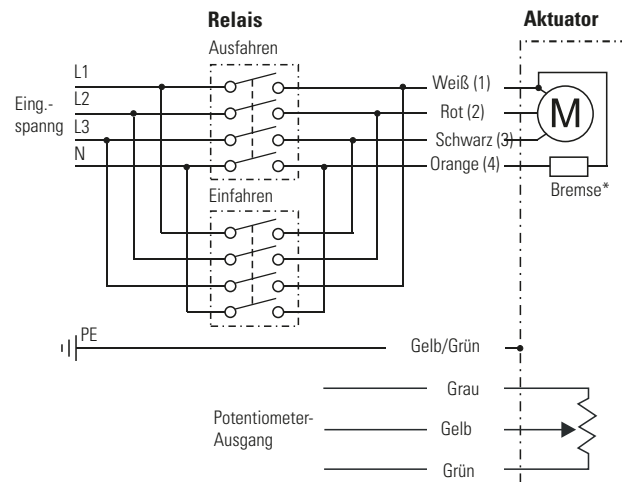 Relais
Aktuator
Ausfahren
L1
Weiß (1)
Eing.-
spanng
L2
Rot (2)
M
L3
Schwarz (3)
N
Orange (4)
Bremse*
Einfahren
PE
Gelb/Grün
Grau
Potentiometer-
Ausgang
Gelb
Grün